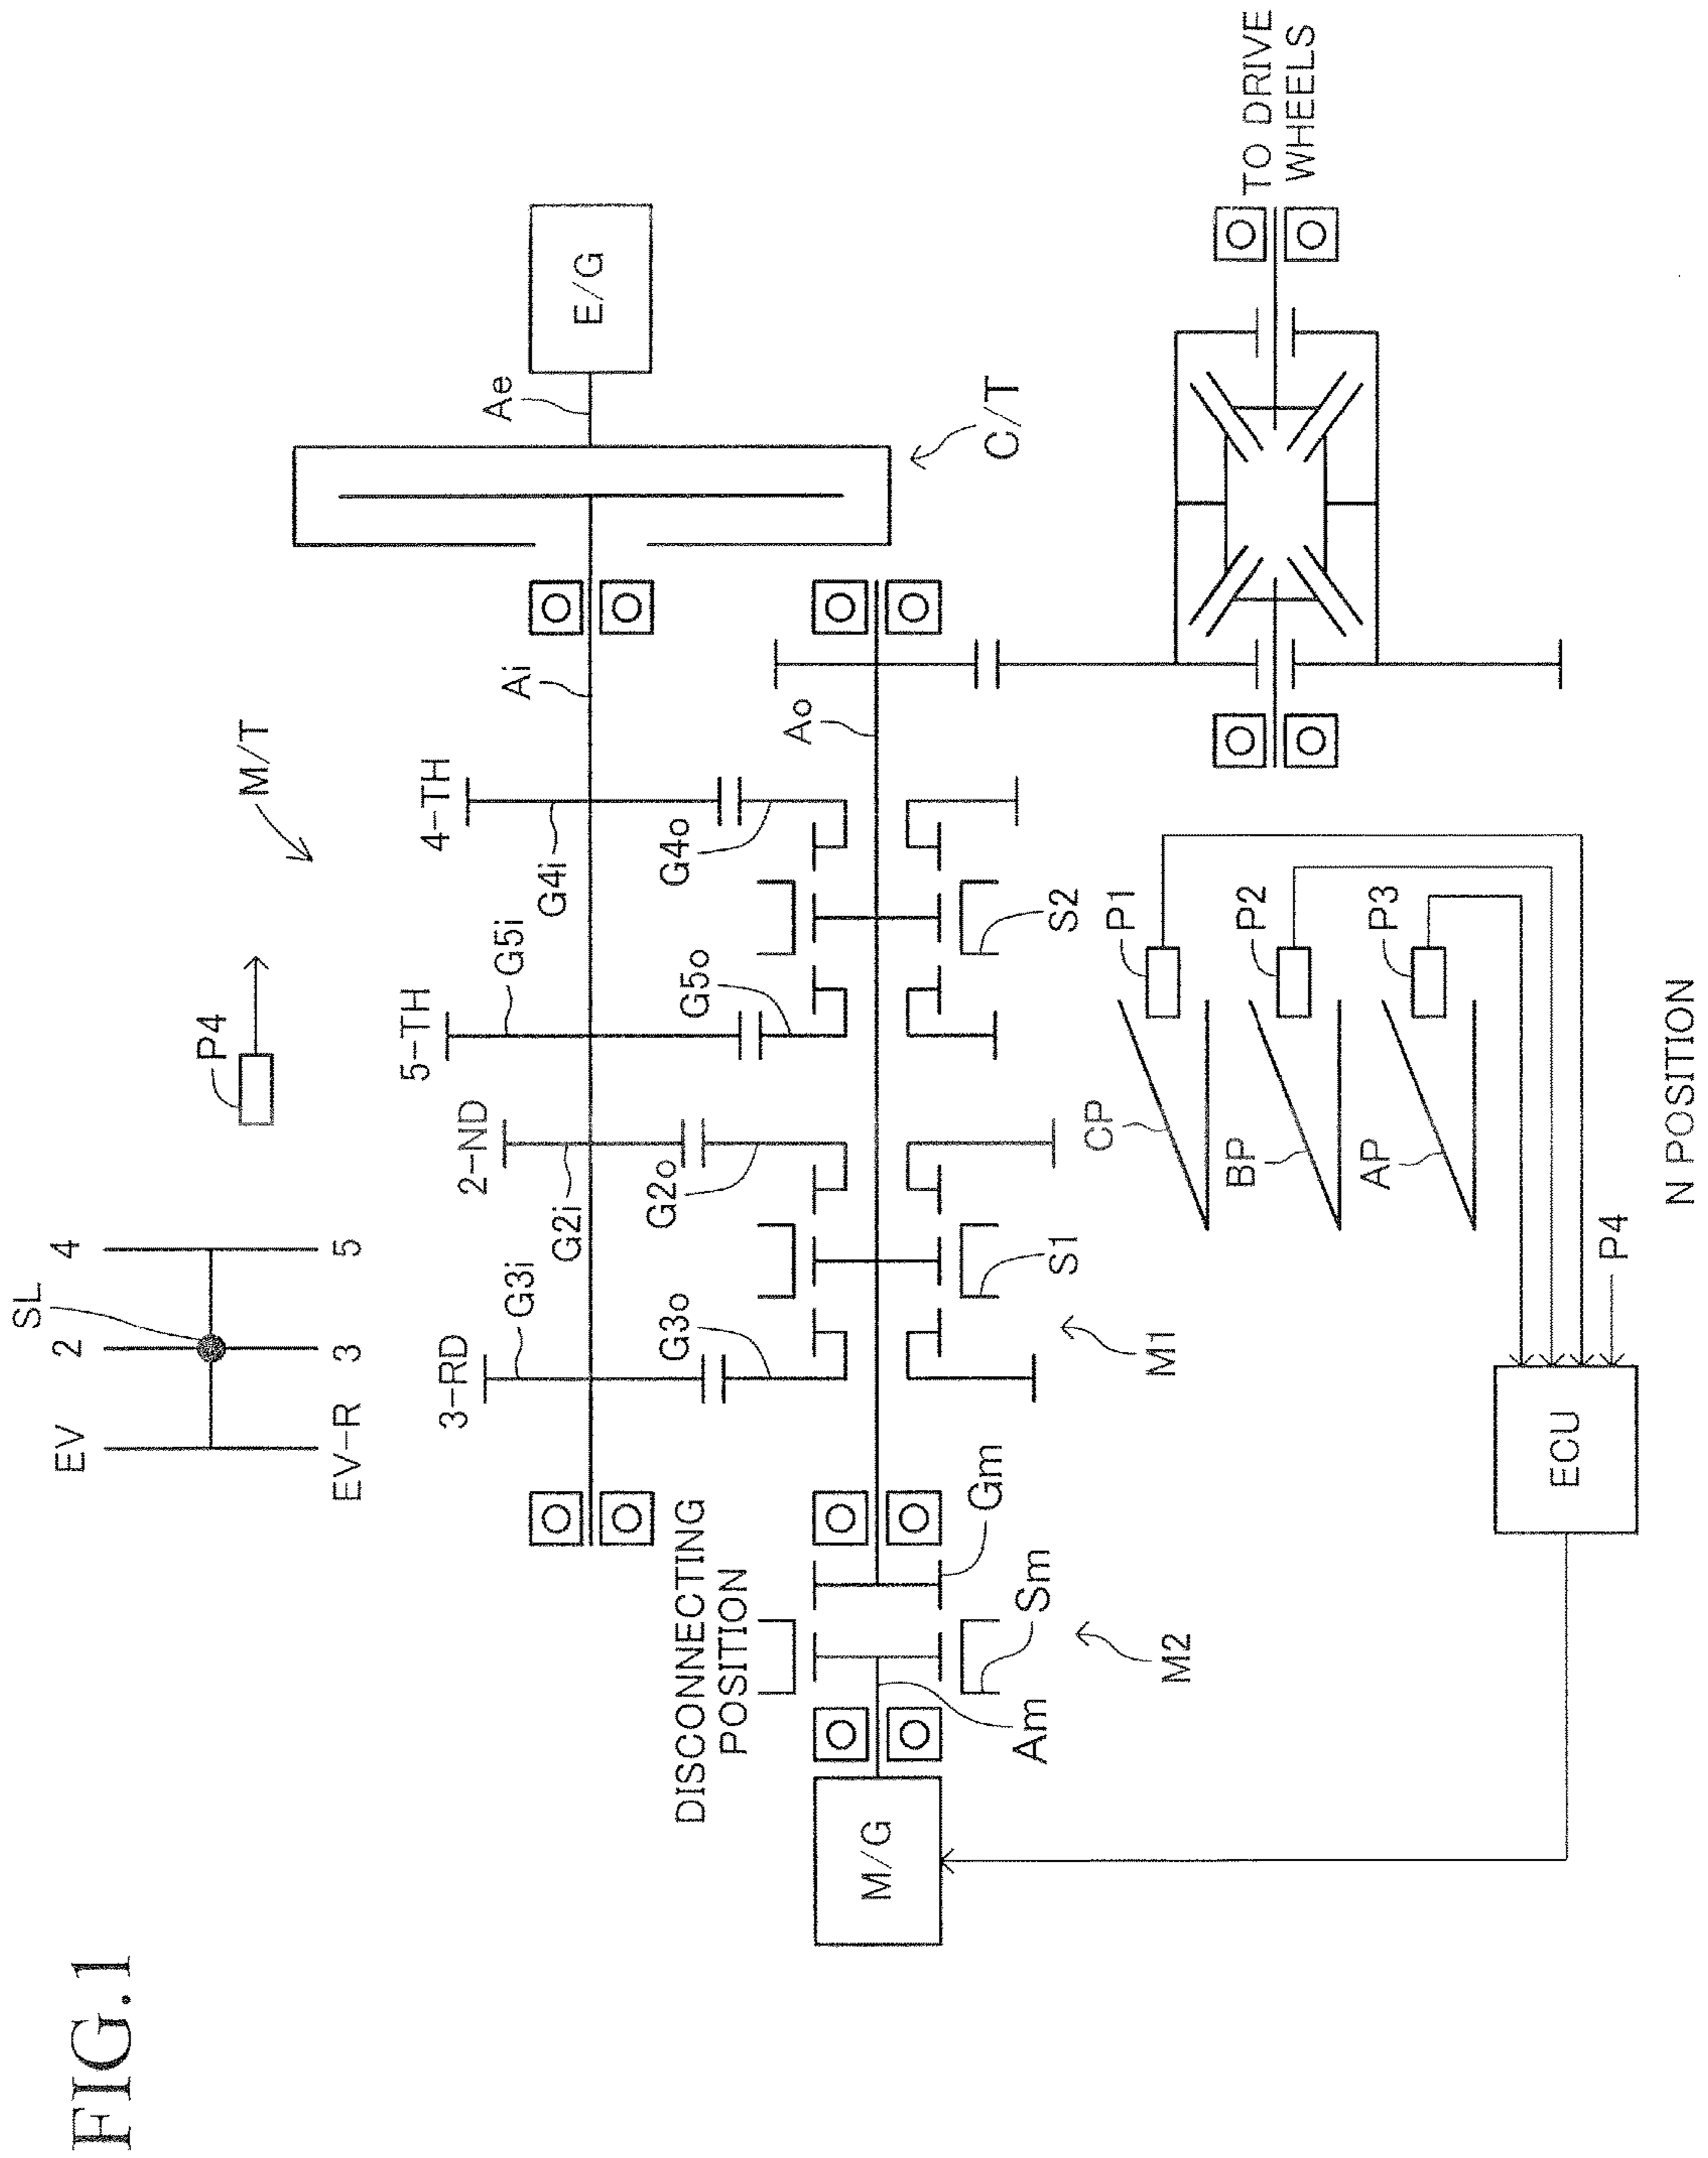 FIG.1
EV
2
4
SL
EV-R
3
5
P4
M/T
3-RD
2-ND
5-TH
4-TH
G3i
G2i
G5i
G4i
Ai
Ae
E/G
C/T
G3o
G2o
G5o
G4o
Ao
DISCONNECTING
POSITION
M/G
Am
Sm
Gm
M2
M1
S1
S2
TO DRIVE
WHEELS
CP
BP
AP
P1
P2
P3
ECU
P4
N POSITION